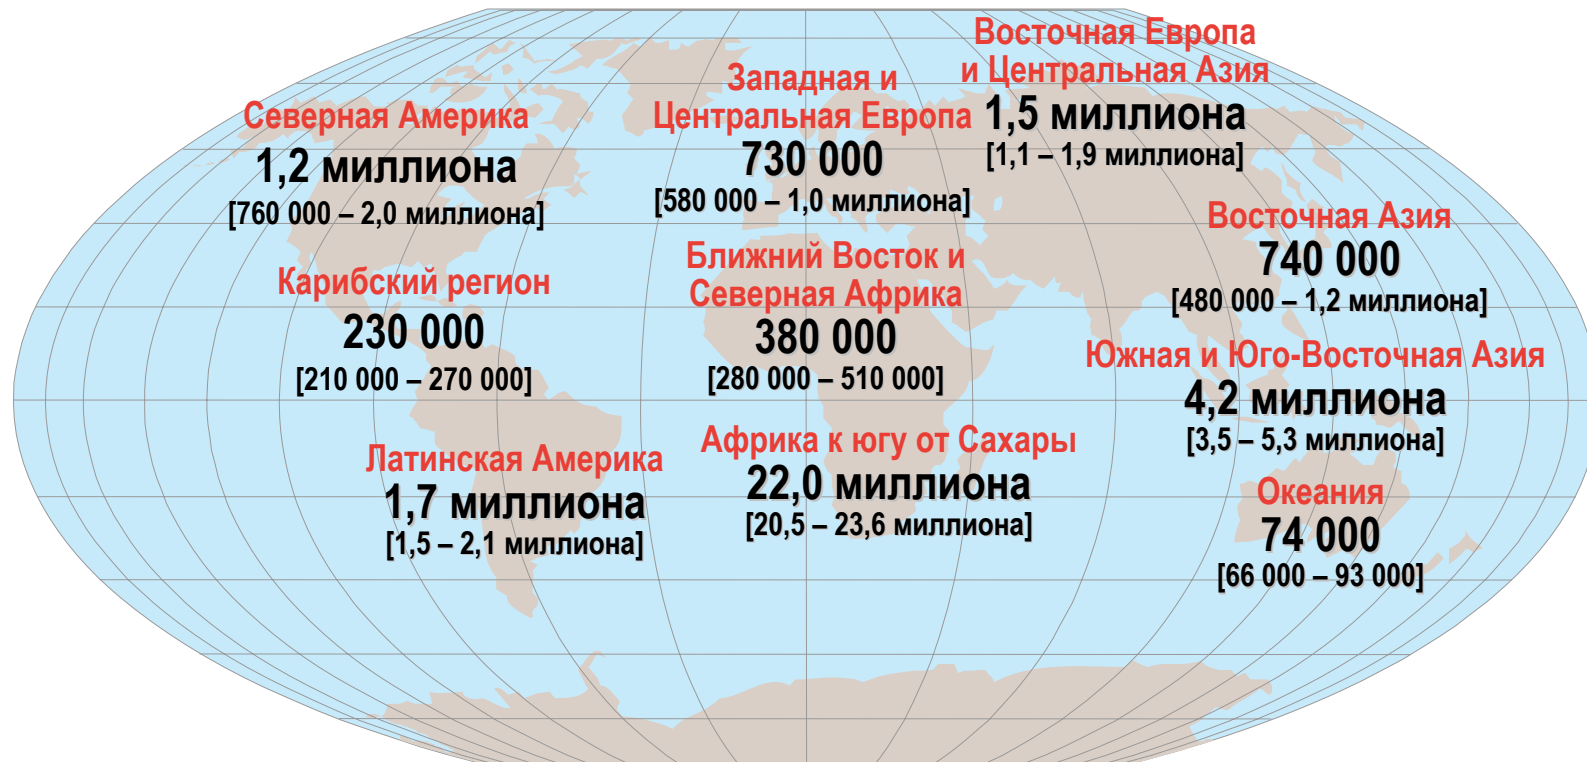 Восточная Европа
и Центральная Азия
1,5 миллиона
[1,1 – 1,9 миллиона]
Западная и
Центральная Европа
730 000
[580 000 – 1,0 миллиона]
Северная Америка
1,2 миллиона
[760 000 – 2,0 миллиона]
Восточная Азия
740 000
[480 000 – 1,2 миллиона]
Ближний Восток и
Северная Африка
380 000
[280 000 – 510 000]
Карибский регион
230 000
[210 000 – 270 000]
Южная и Юго-Восточная Азия
4,2 миллиона
[3,5 – 5,3 миллиона]
Африка к югу от Сахары
22,0 миллиона
[20,5 – 23,6 миллиона]
Латинская Америка
1,7 миллиона
[1,5 – 2,1 миллиона]
Океания
74 000
[66 000 – 93 000]